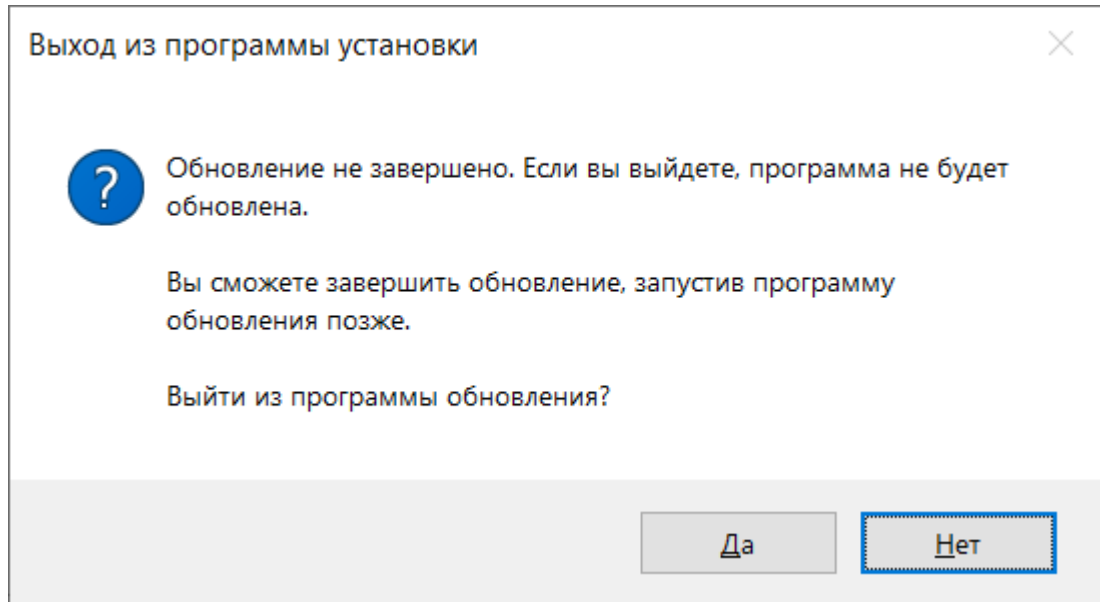 Выход из программы установки
Обновление не завершено. Если вы выйдете, программа не будет
обновлена.
Вы сможете завершить обновление, запустив программу
обновления позже.
Выйти из программы обновления?
Да
Нет